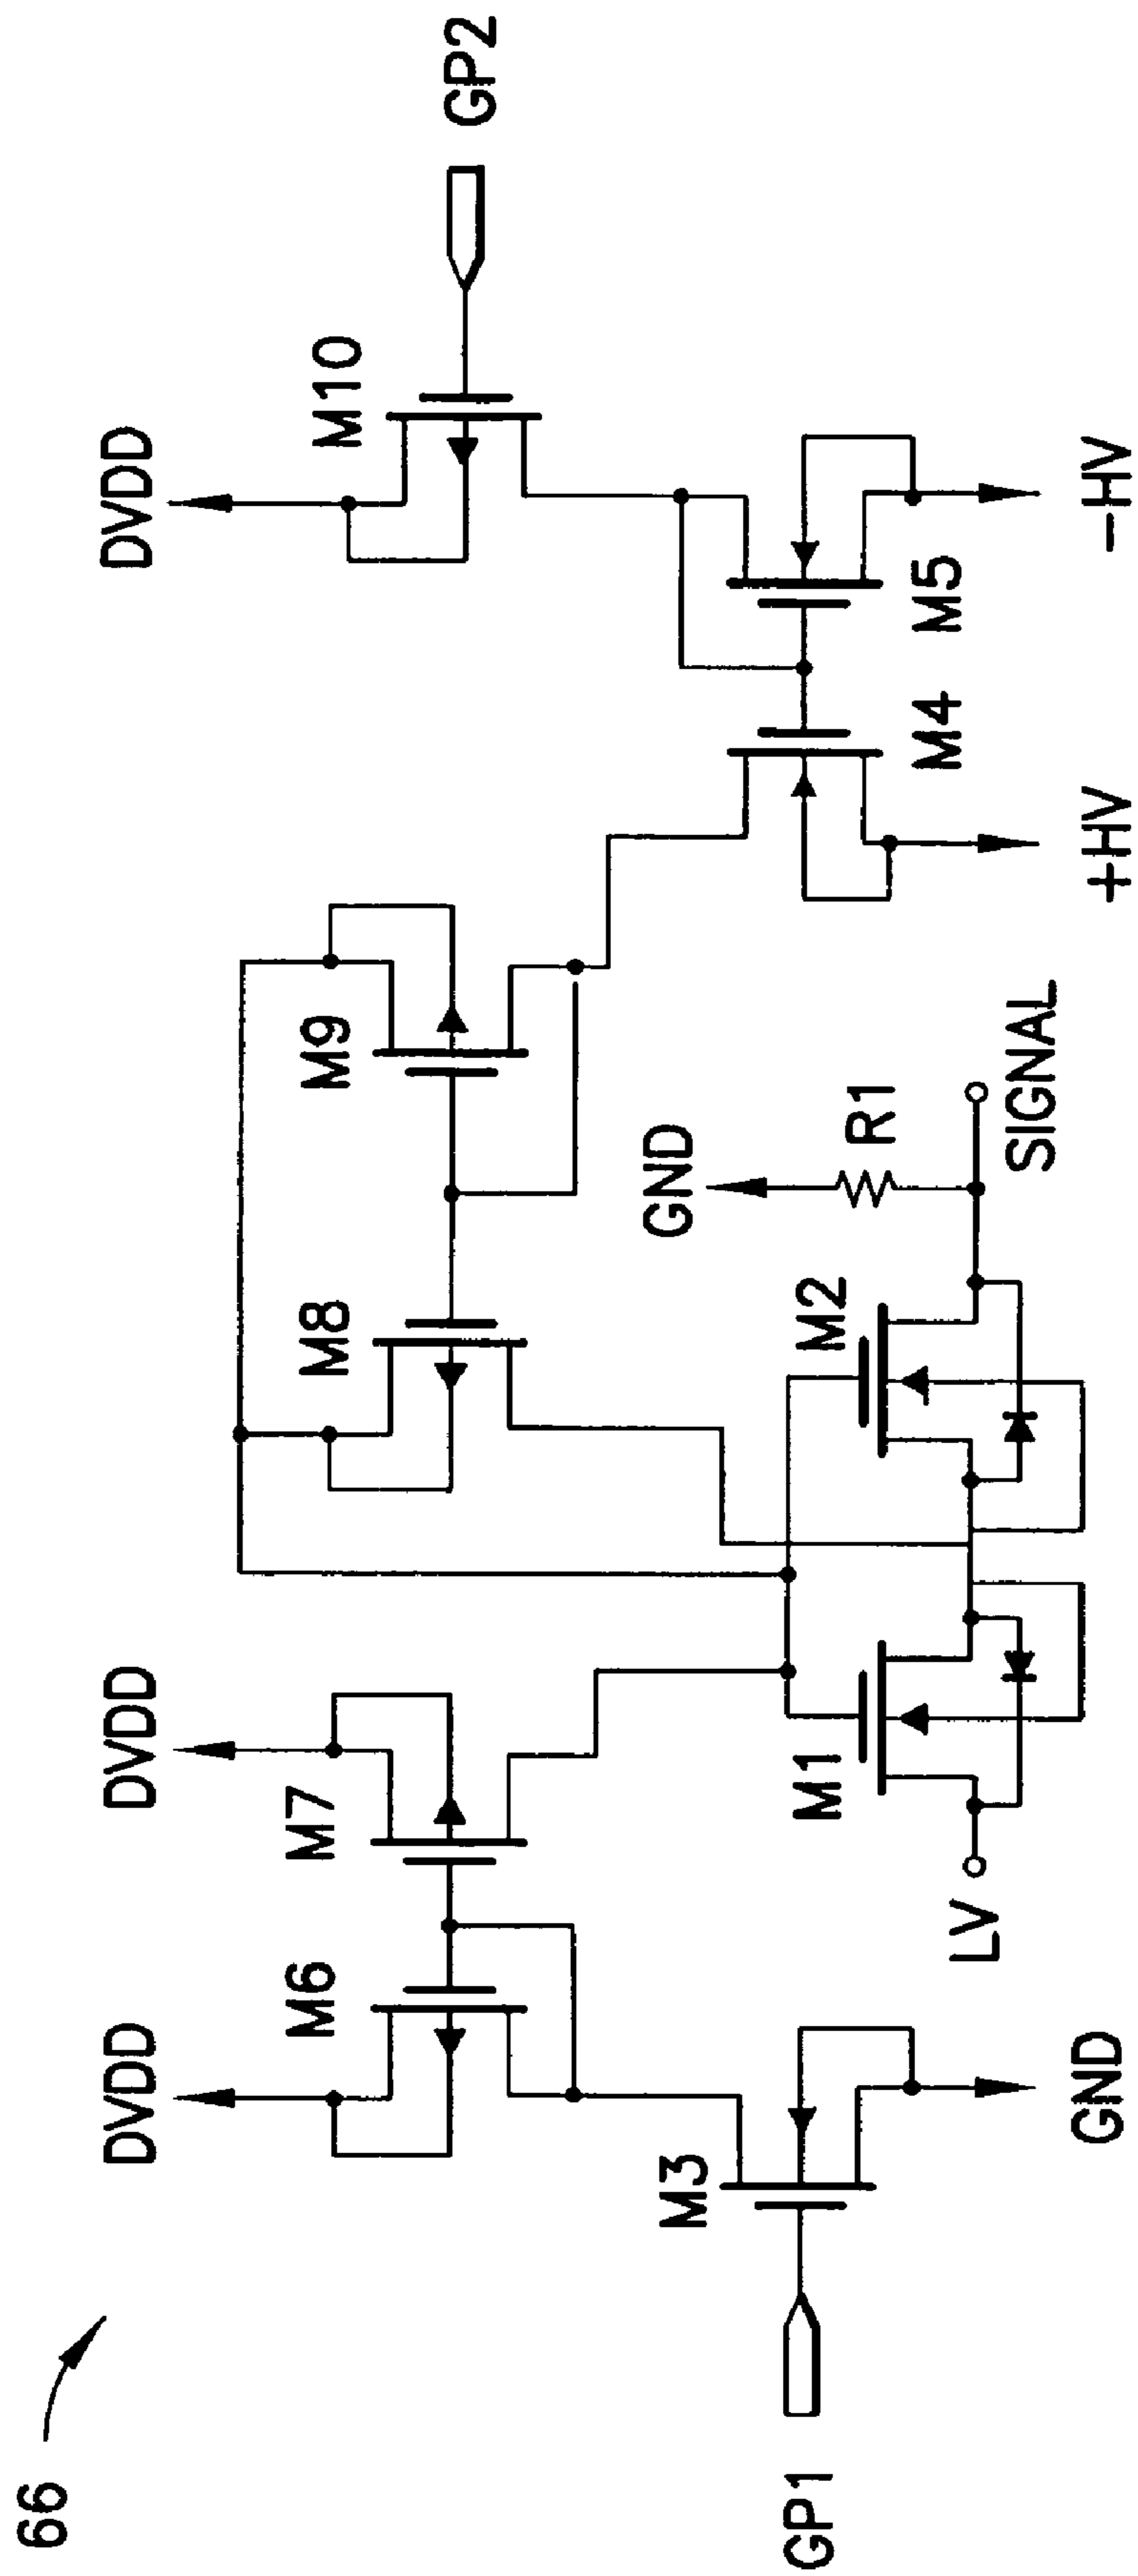 66
DVDD
DVDD
DVDD
M6
M7
M8
M9
M10
GP2
GP1
M3
GND
LV
M1
M2
GND
R1
SIGNAL
M4
M5
+HV
-HV